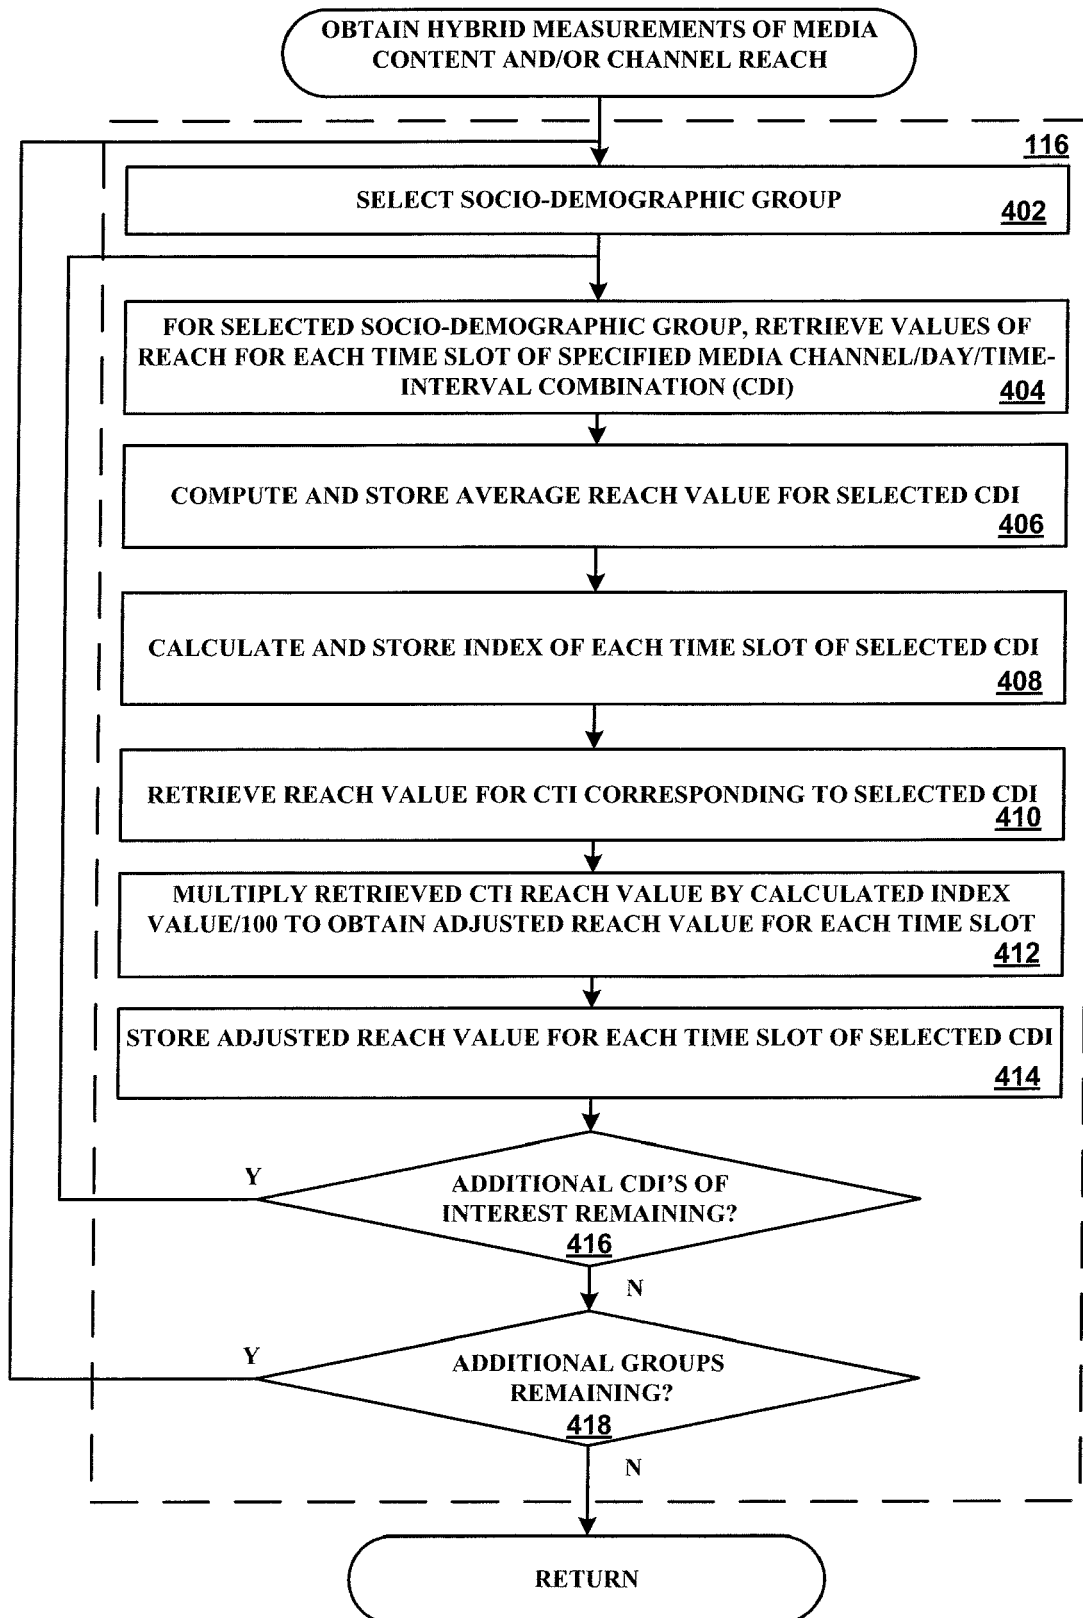 OBTAIN HYBRID MEASUREMENTS OF MEDIA
CONTENT AND/OR CHANNEL REACH
116
SELECT SOCIO-DEMOGRAPHIC GROUP
402
FOR SELECTED SOCIO-DEMOGRAPHIC GROUP, RETRIEVE VALUES OF
REACH FOR EACH TIME SLOT OF SPECIFIED MEDIA CHANNEL/DAY/TIME-
INTERVAL COMBINATION (CDI)
404
COMPUTE AND STORE AVERAGE REACH VALUE FOR SELECTED CDI
406
CALCULATE AND STORE INDEX OF EACH TIME SLOT OF SELECTED CDI
408
RETRIEVE REACH VALUE FOR CTI CORRESPONDING TO SELECTED CDI
410
MULTIPLY RETRIEVED CTI REACH VALUE BY CALCULATED INDEX
VALUE/100 TO OBTAIN ADJUSTED REACH VALUE FOR EACH TIME SLOT
412
STORE ADJUSTED REACH VALUE FOR EACH TIME SLOT OF SELECTED CDI
414
Y
ADDITIONAL CDI'S OF
INTEREST REMAINING?
416
N
Y
ADDITIONAL GROUPS
REMAINING?
418
N
RETURN